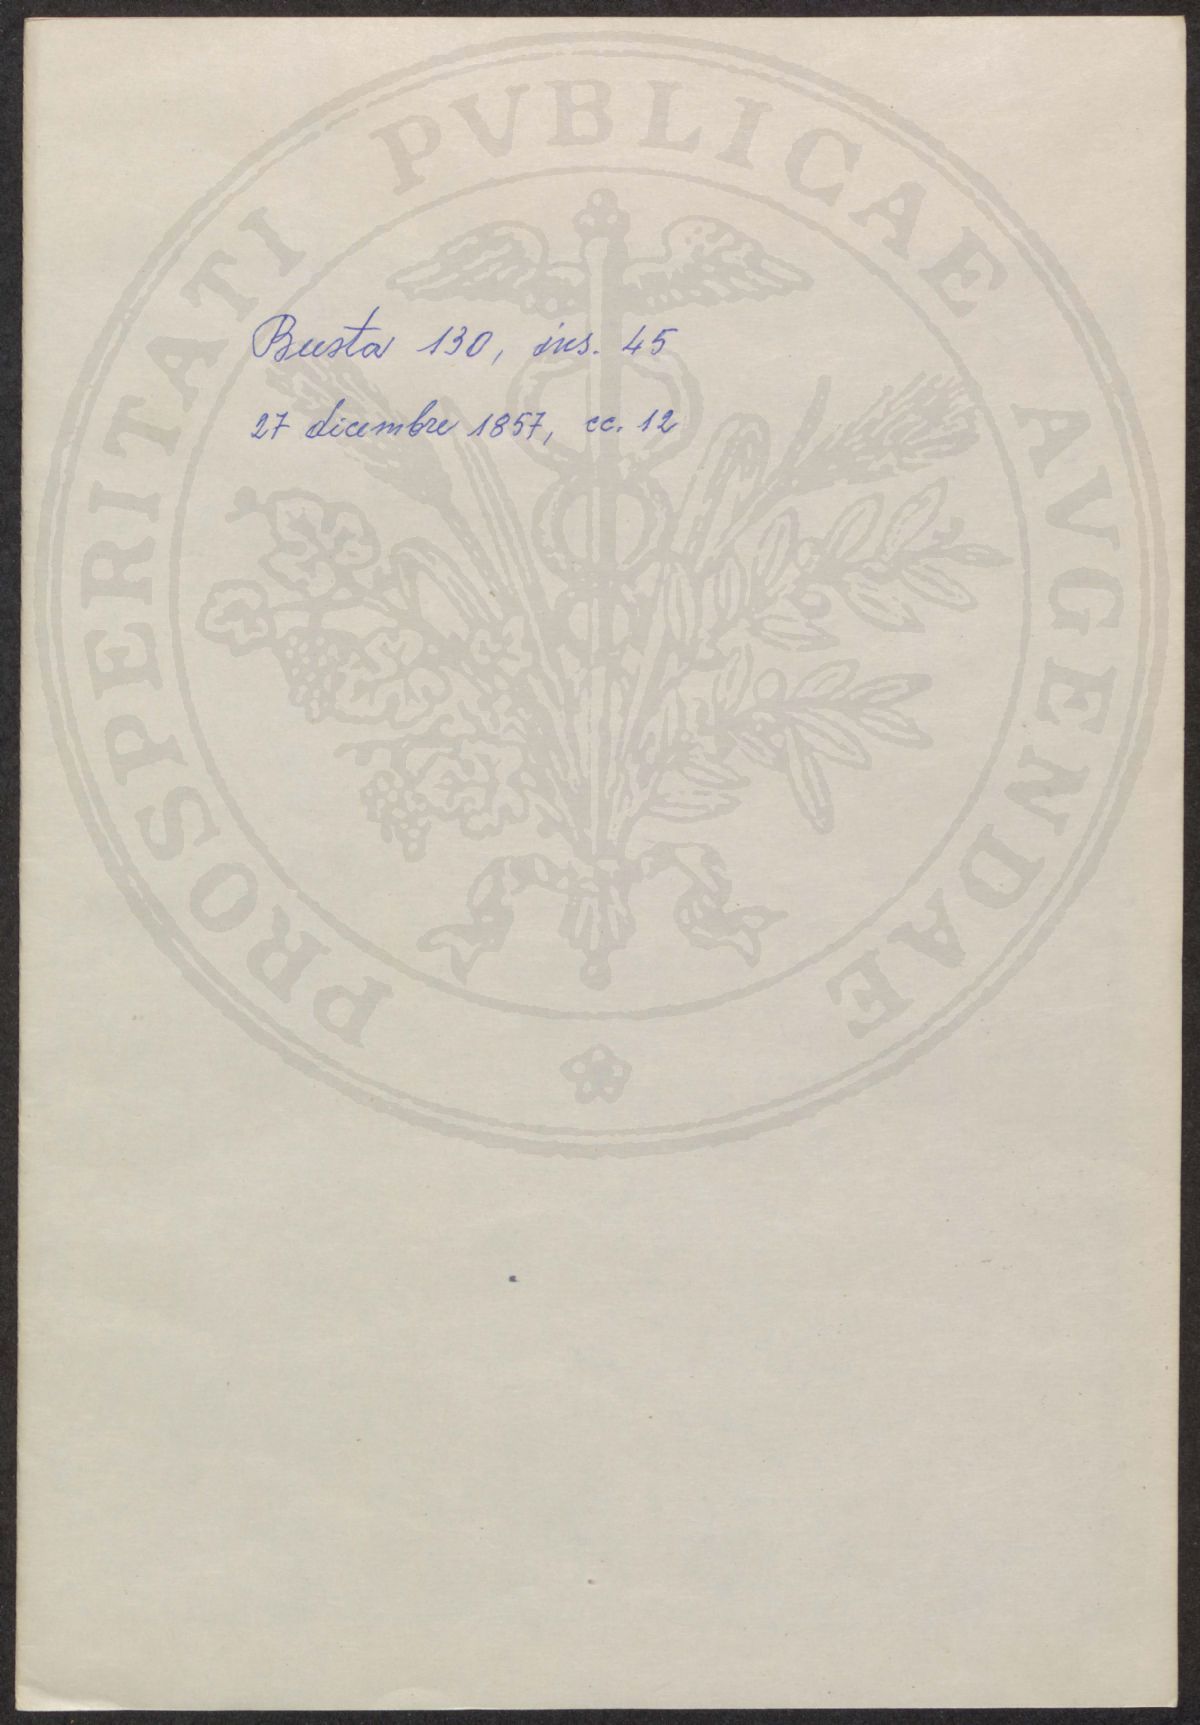 PROSPERITATI PVBLICAE AVGENDAE
Busta 130, ins. 45
27 dicembre 1857, cc. 12